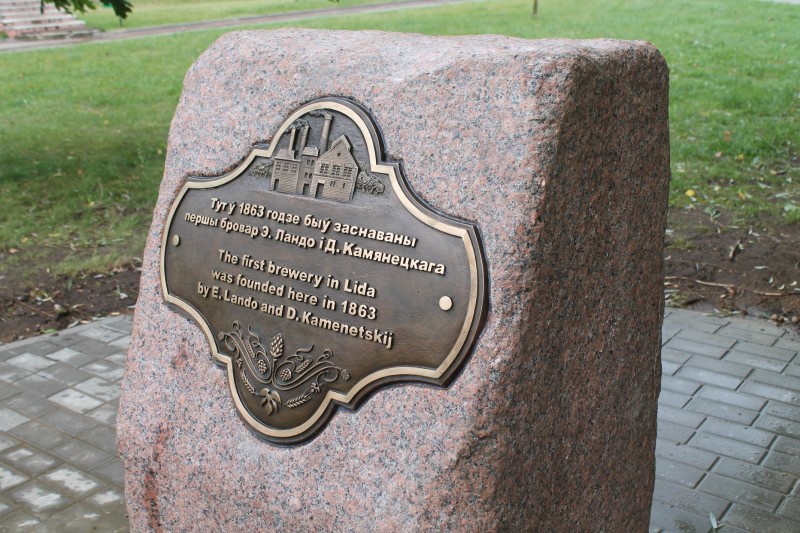 Тут ў 1863 годзе быў заснаваны
першы бровар Э. Ландо і Д. Камянецкага
The first brewery in Lida
was founded here in 1863
by E. Lando and D. Kamenetskij